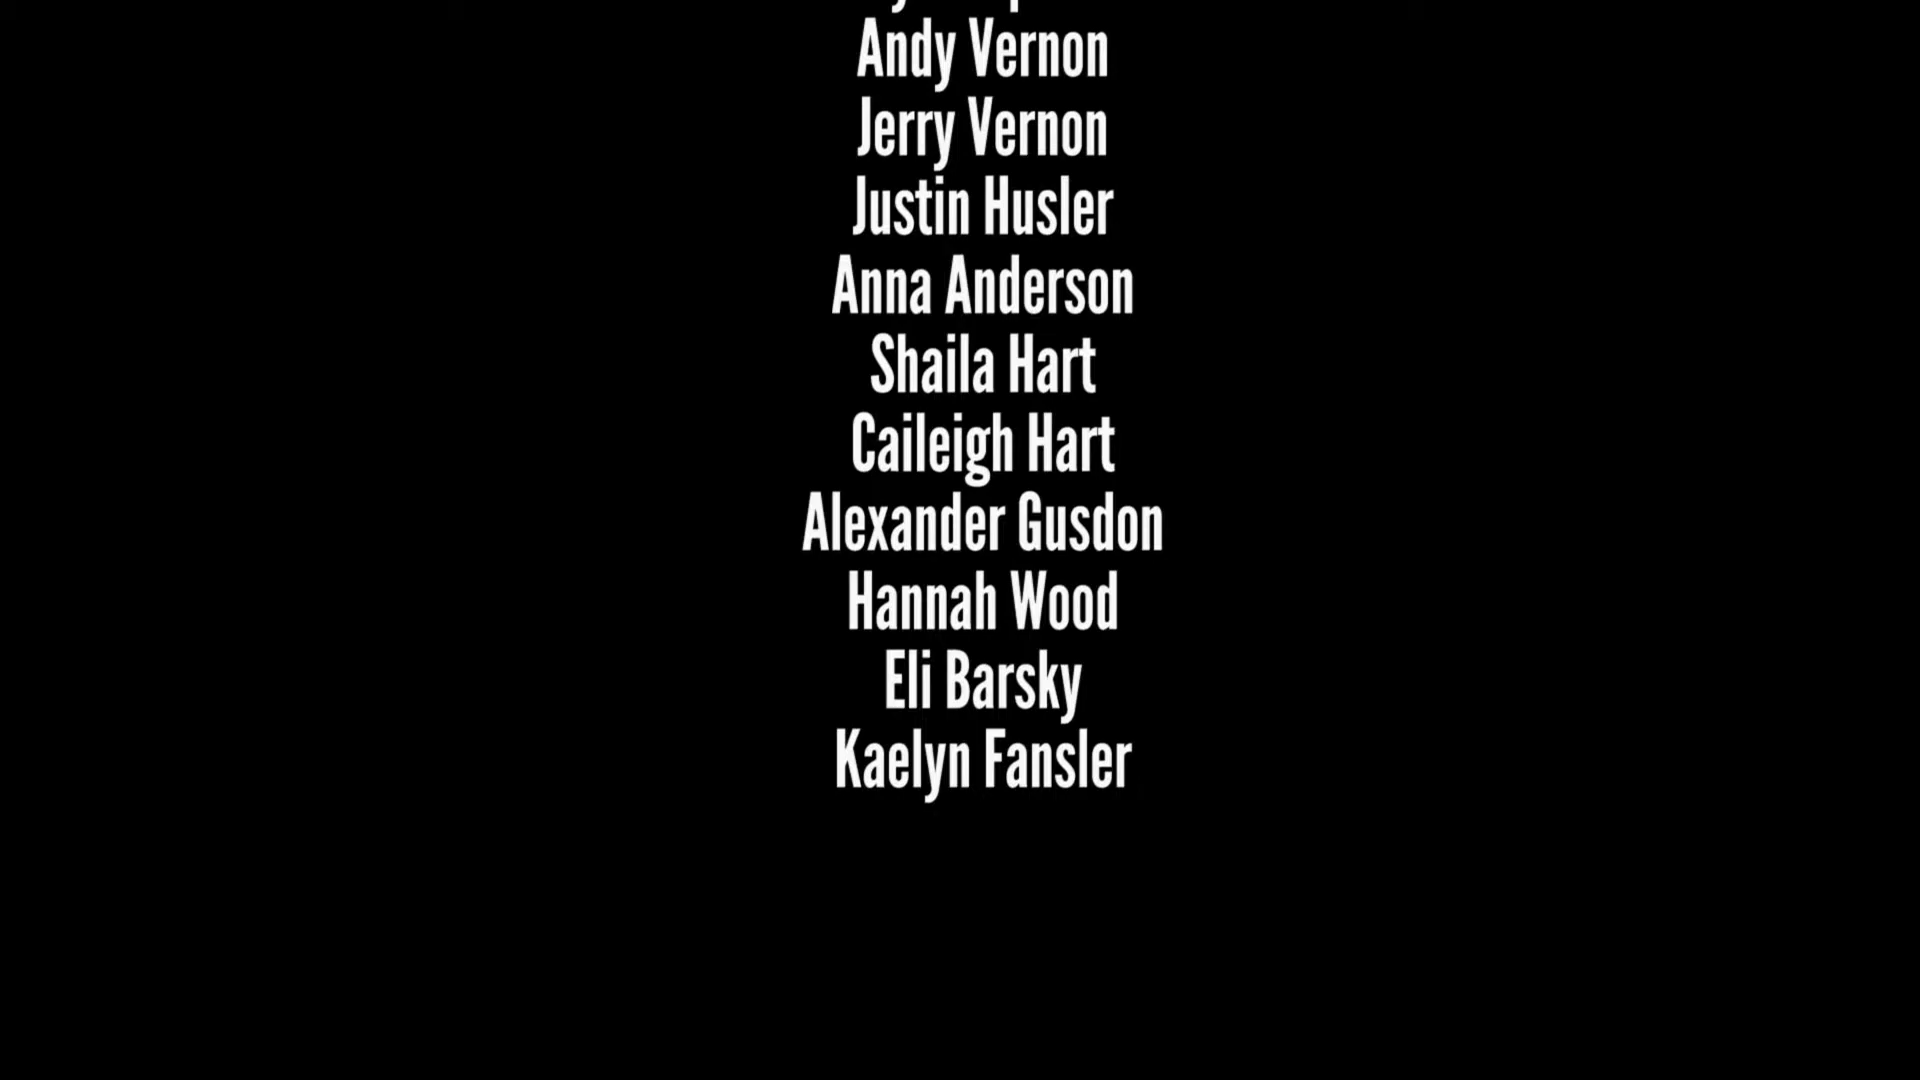 Andy Vernon
Jerry Vernon
Justin Husler
Anna Anderson
Shaila Hart
Caileigh Hart
Alexander Gusdon
Hannah Wood
Eli Barsky
Kaelyn Fansler